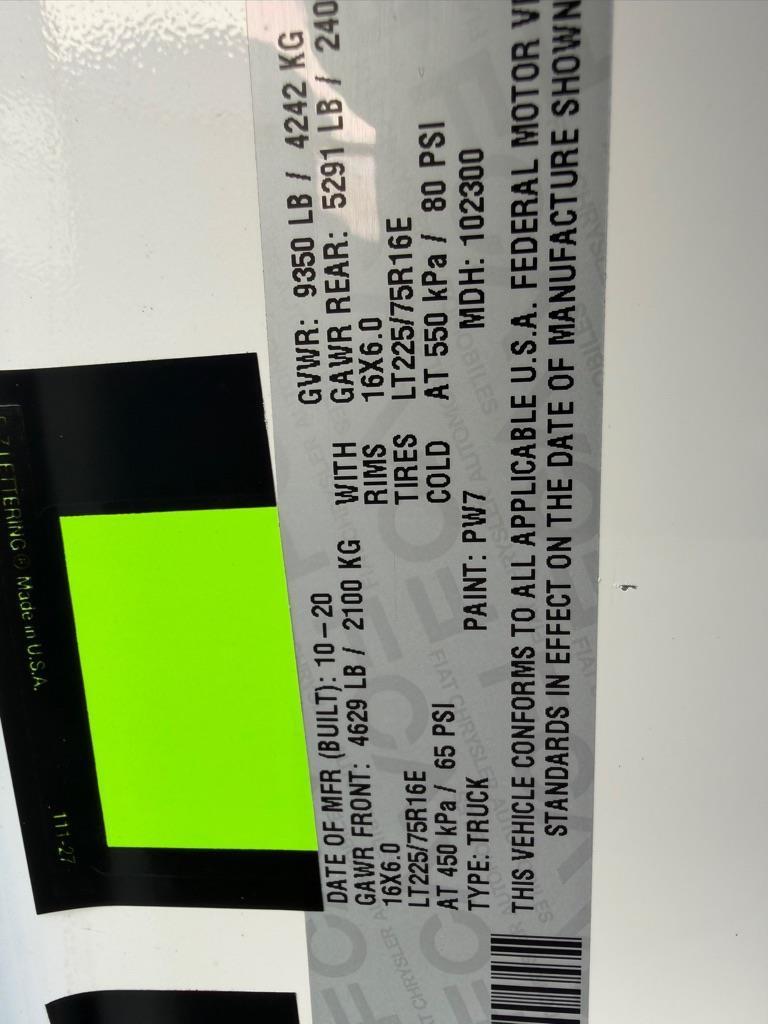 E-Z LETTERING® Made in U.S.A. 111-27
DATE OF MFR (BUILT): 10-20 GVWR: 9350 LB / 4242 KG
GAWR FRONT: 4629 LB / 2100 KG WITH GAWR REAR: 5291 LB / 240
16X6.0 RIMS 16X6.0
LT225/75R16E TIRES LT225/75R16E
AT 450 kPa / 65 PSI COLD AT 550 kPa / 80 PSI
TYPE: TRUCK PAINT: PW7 MDH: 102300
THIS VEHICLE CONFORMS TO ALL APPLICABLE U.S.A. FEDERAL MOTOR
STANDARDS IN EFFECT ON THE DATE OF MANUFACTURE SHOWN